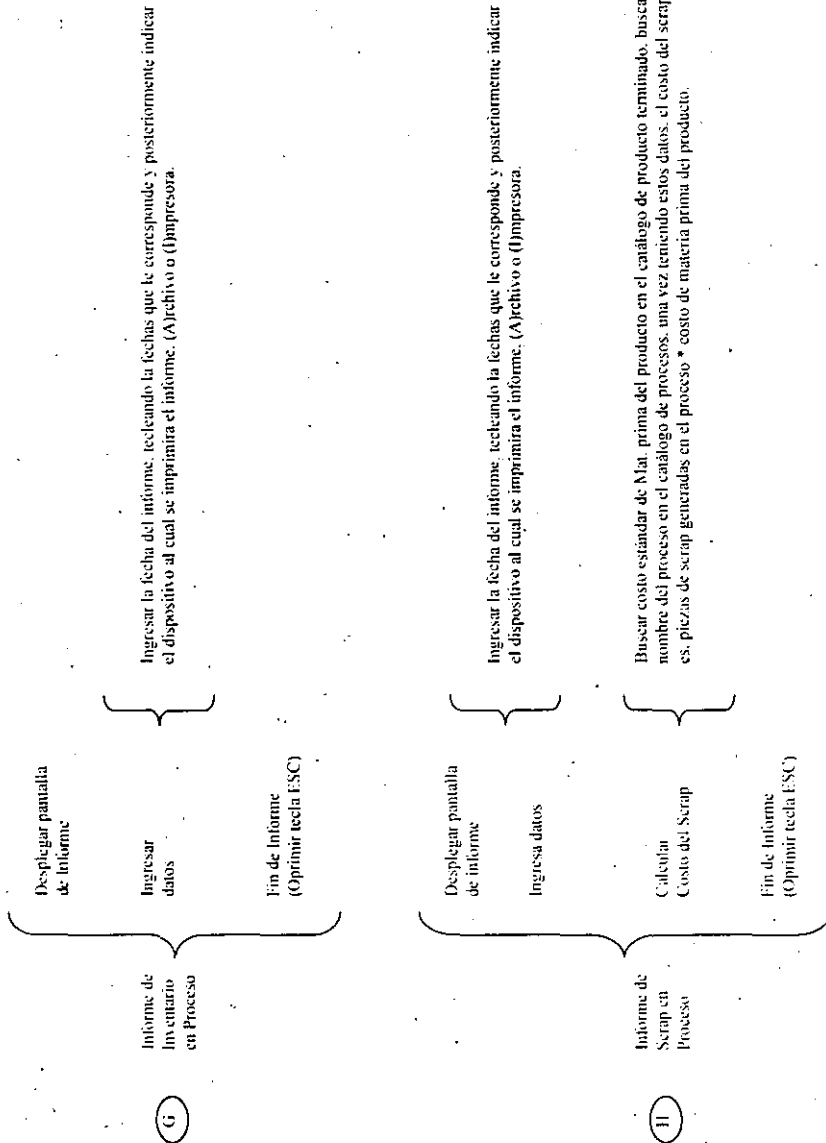 G
Informe de
Inventario
en Proceso
Desplegar pantalla
de Informe
Ingresar
datos
Fin de Informe
(Oprimir tecla ESC)
Ingresar la fecha del informe, tecleando la fechas que le corresponde y posteriormente indicar
el dispositivo al cual se imprimira el informe, (A)rchivo o (I)mpresora.
H
Informe de
Scrap en
Proceso
Desplegar pantalla
de informe
Ingresa datos
Calcular
Costo del Scrap
Fin de Informe
(Oprimir tecla ESC)
Ingresar la fecha del informe, tecleando la fechas que le corresponde y posteriormente indicar
el dispositivo al cual se imprimira el informe, (A)rchivo o (I)mpresora.
Buscar costo estándar de Mat. prima del producto en el catálogo de producto terminado, busca
nombre del proceso en el catálogo de procesos, una vez teniendo estos datos, el costo del scrap
es, piezas de scrap generadas en el proceso * costo de materia prima del producto.